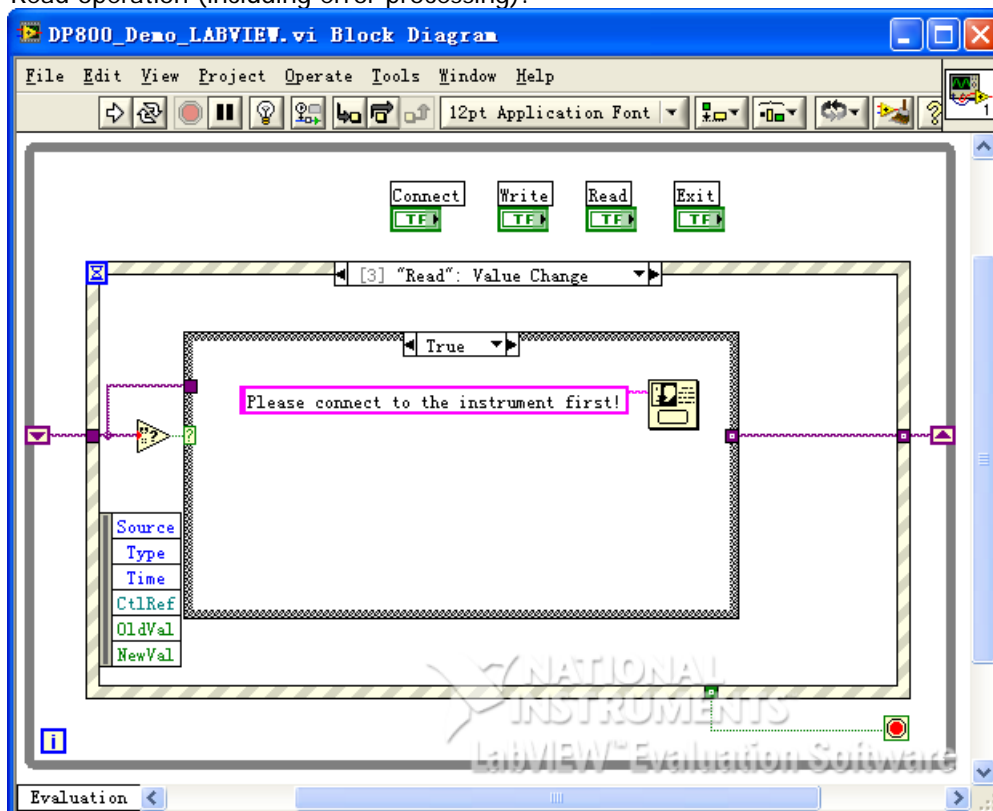 Read operation (including error processing):
DP800_Demo_LABVIEW.vi Block Diagram
File Edit View Project Operate Tools Window Help
12pt Application Font
1
Connect Write Read Exit
TF TF TF TF
[3] "Read": Value Change
True
Please connect to the instrument first!
?
?
Source
Type
Time
CtlRef
OldVal
NewVal
NATIONAL
INSTRUMENTS
i
LabVIEW™ Evaluation Software
Evaluation